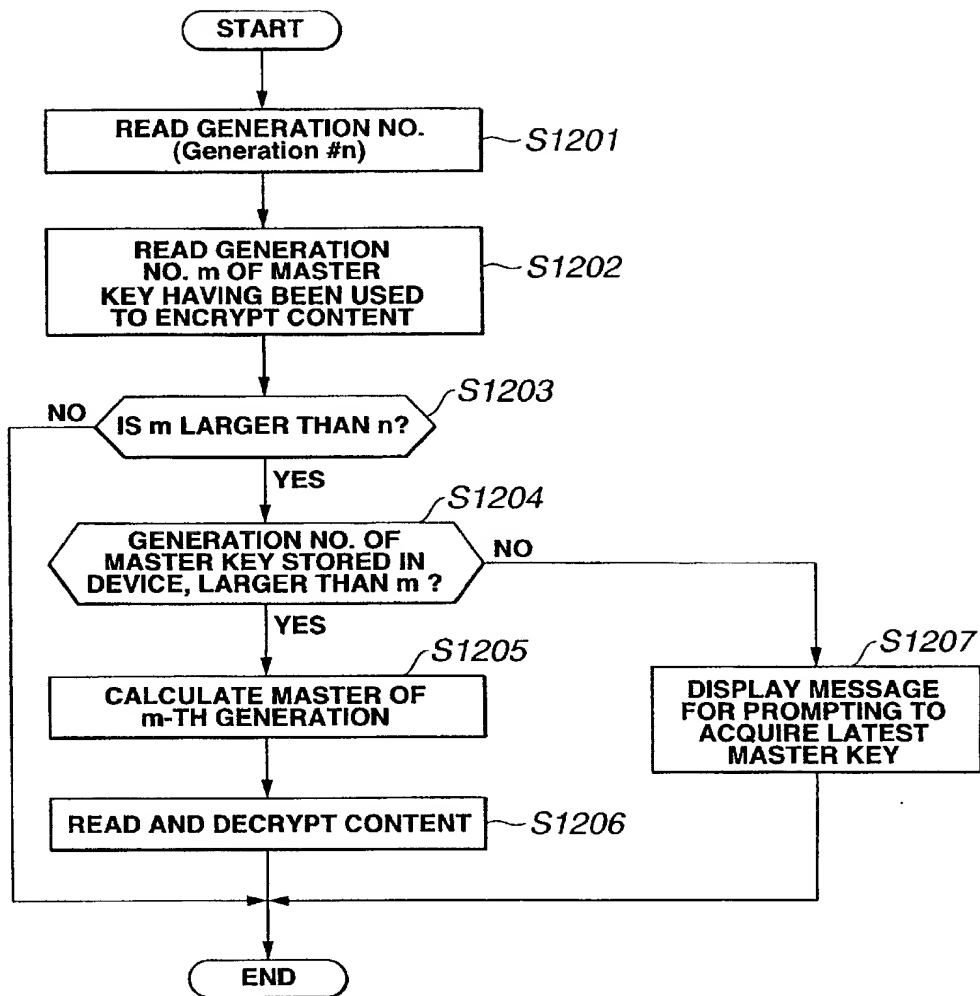 START
READ GENERATION NO.
(Generation #n)
S1201
READ GENERATION
NO. m OF MASTER
KEY HAVING BEEN USED
TO ENCRYPT CONTENT
S1202
S1203
NO
IS m LARGER THAN n?
YES
S1204
GENERATION NO. OF
MASTER KEY STORED IN
DEVICE, LARGER THAN m ?
NO
YES
S1205
CALCULATE MASTER OF
m-TH GENERATION
S1207
DISPLAY MESSAGE
FOR PROMPTING TO
ACQUIRE LATEST
MASTER KEY
READ AND DECRYPT CONTENT
S1206
END